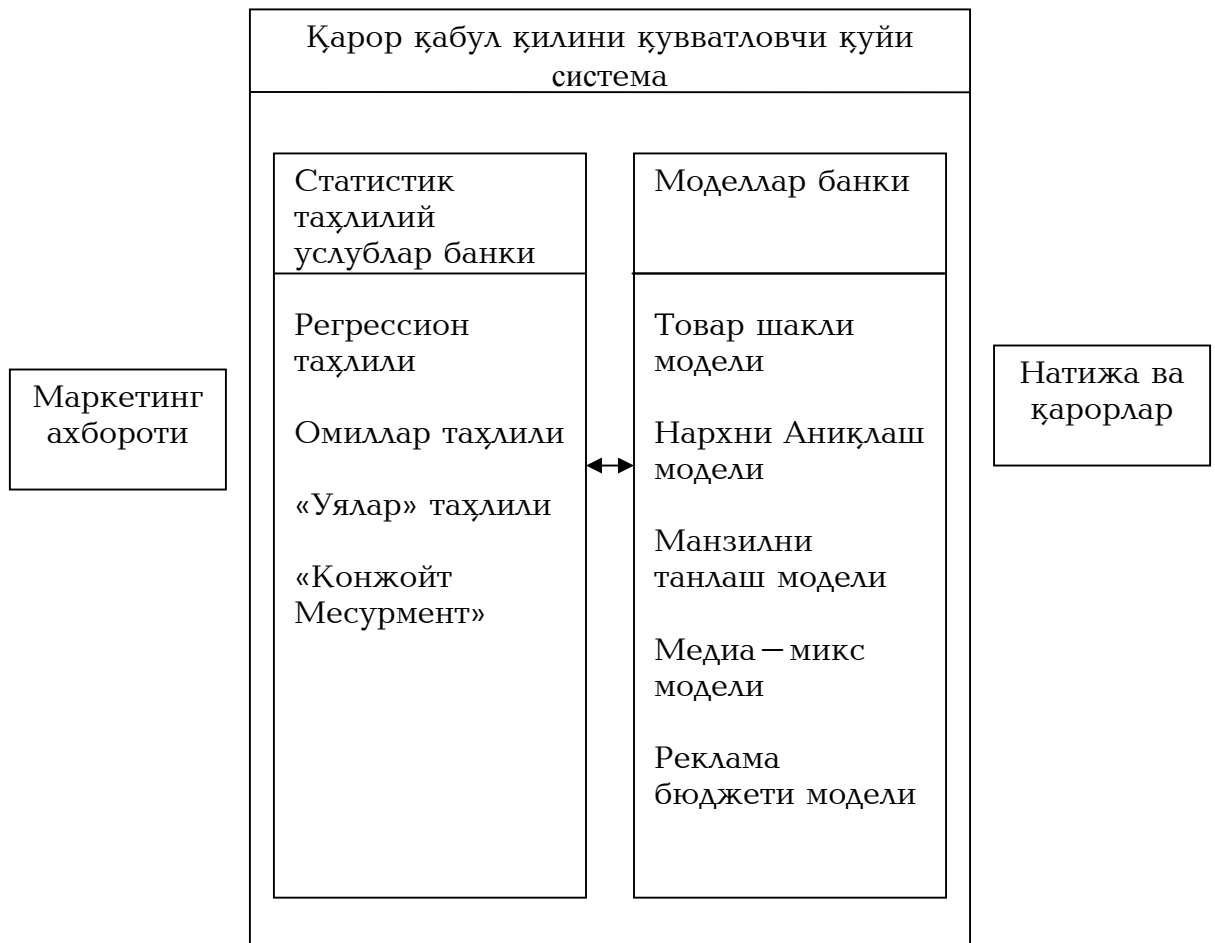 Қарор қабул қилини қувватловчи қуйи
система
Статистик
таҳлилий
услублар банки
Моделлар банки
Регрессион
таҳлили
Омиллар таҳлили
«Уялар» таҳлили
«Конжойт
Месурмент»
Товар шакли
модели
Нархни Аниқлаш
модели
Манзилни
танлаш модели
Медиа–микс
модели
Реклама
бюджети модели
Маркетинг
ахбороти
Натижа ва
қарорлар